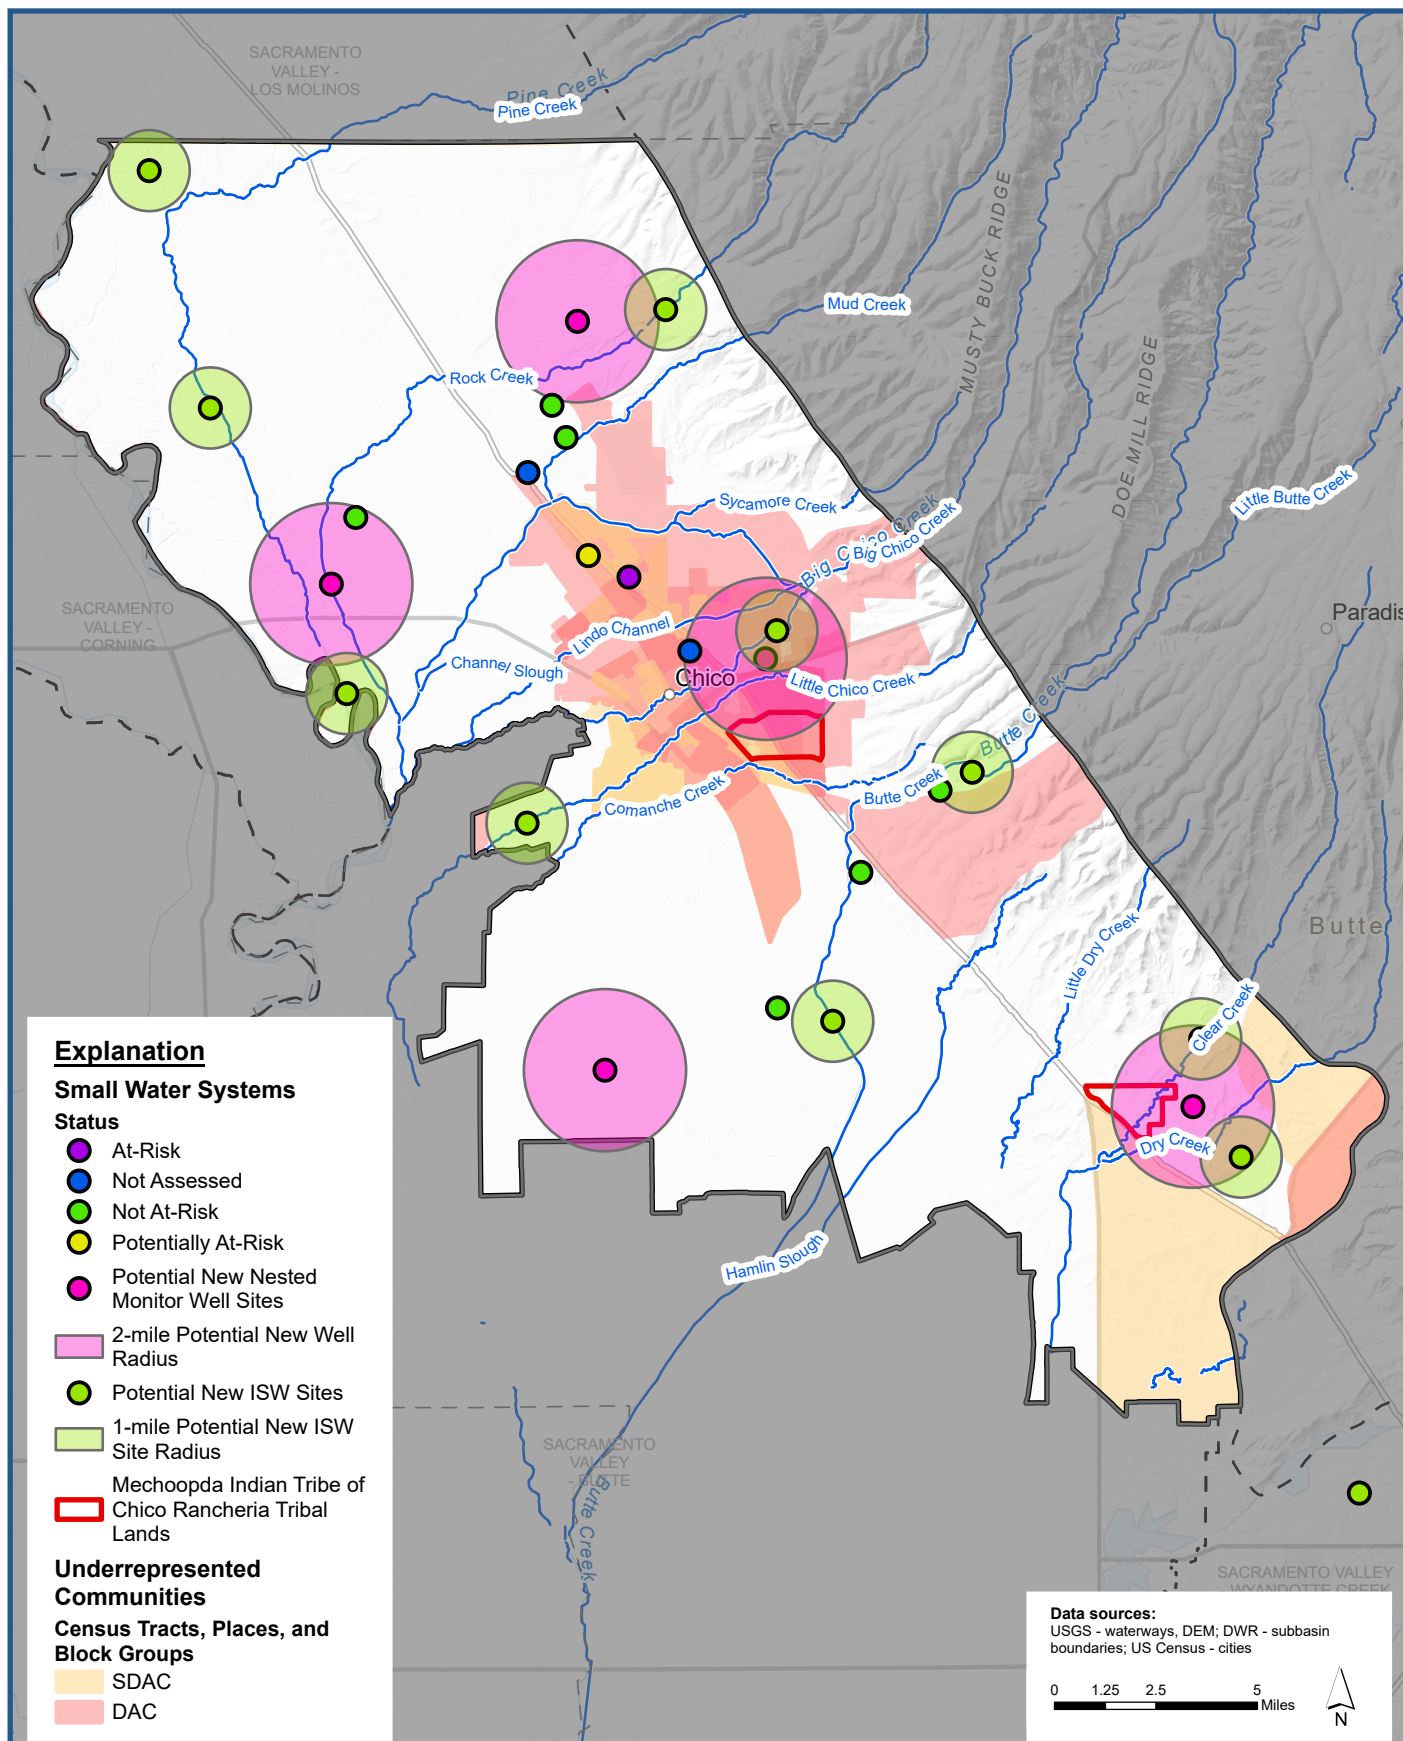 SACRAMENTO
VALLEY -
LOS MOLINOS
Pine Creek
Pine Creek
MUSTY BUCK RIDGE
Mud Creek
Rock Creek
DOE MILL RIDGE
Little Butte Creek
Sycamore Creek
Big Chico Creek
Big Chico Creek
SACRAMENTO
VALLEY -
CORNING
Paradis
Lindo Channel
Channel Slough
Chico
Little Chico Creek
Butte Creek
Butte Creek
Comanche Creek
Little Dry Creek
Butte
Clear Creek
Dry Creek
Hamlin Slough
SACRAMENTO
VALLEY
- BUTTE
Butte Creek
SACRAMENTO VALLEY
WYANDOTTE CREEK
Explanation
Small Water Systems
Status
At-Risk
Not Assessed
Not At-Risk
Potentially At-Risk
Potential New Nested
Monitor Well Sites
2-mile Potential New Well
Radius
Potential New ISW Sites
1-mile Potential New ISW
Site Radius
Mechoopda Indian Tribe of
Chico Rancheria Tribal
Lands
Underrepresented
Communities
Census Tracts, Places, and
Block Groups
SDAC
DAC
Data sources:
USGS - waterways, DEM; DWR - subbasin
boundaries; US Census - cities
0 1.25 2.5 5
Miles
N